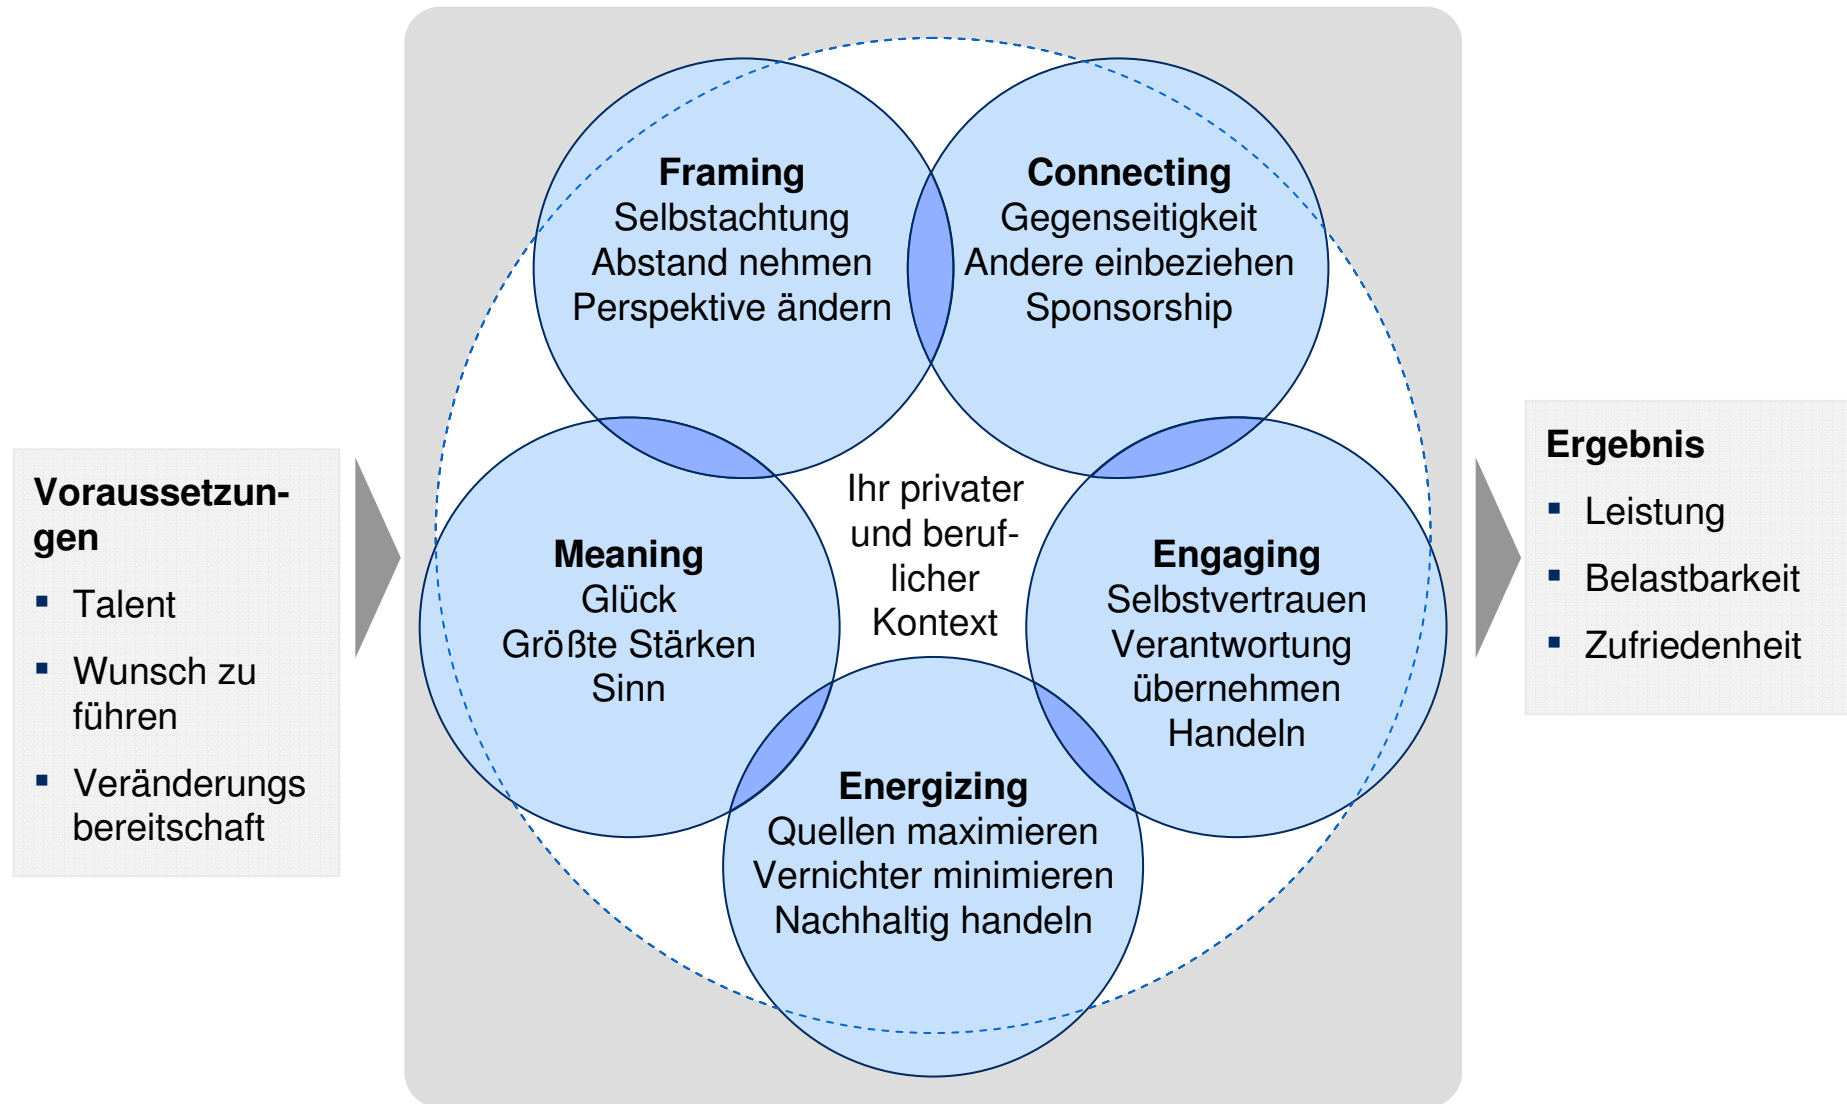 Voraussetzun-
gen
Talent
Wunsch zu
führen
Veränderungs
bereitschaft
Framing
Selbstachtung
Abstand nehmen
Perspektive ändern
Connecting
Gegenseitigkeit
Andere einbeziehen
Sponsorship
Meaning
Glück
Größte Stärken
Sinn
Ihr privater
und beruf-
licher
Kontext
Engaging
Selbstvertrauen
Verantwortung
übernehmen
Handeln
Energizing
Quellen maximieren
Vernichter minimieren
Nachhaltig handeln
Ergebnis
Leistung
Belastbarkeit
Zufriedenheit